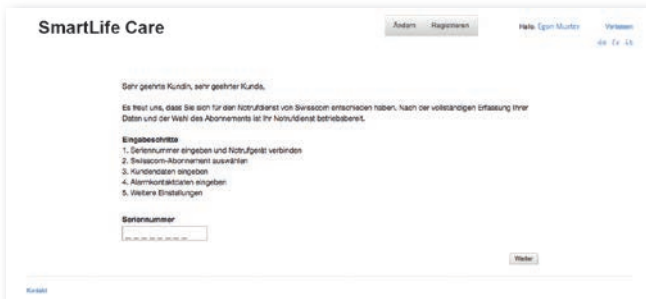 SmartLife Care
Ändern Registrieren Hallo Egon Muster Verlassen
de fr it
Sehr geehrte Kundin, sehr geehrter Kunde,
Es freut uns, dass Sie sich für den Notrufdienst von Swisscom entschieden haben. Nach der vollständigen Erfassung Ihrer
Daten und der Wahl des Abonnements ist Ihr Notrufdienst betriebsbereit.
Eingabeschritte
1. Seriennummer eingeben und Notrufgerät verbinden
2. Swisscom-Abonnement auswählen
3. Kundendaten eingeben
4. Alarmkontaktdaten eingeben
5. Weitere Einstellungen
Seriennummer
_ _ _ _ _ _ _ _
Weiter
Kontakt